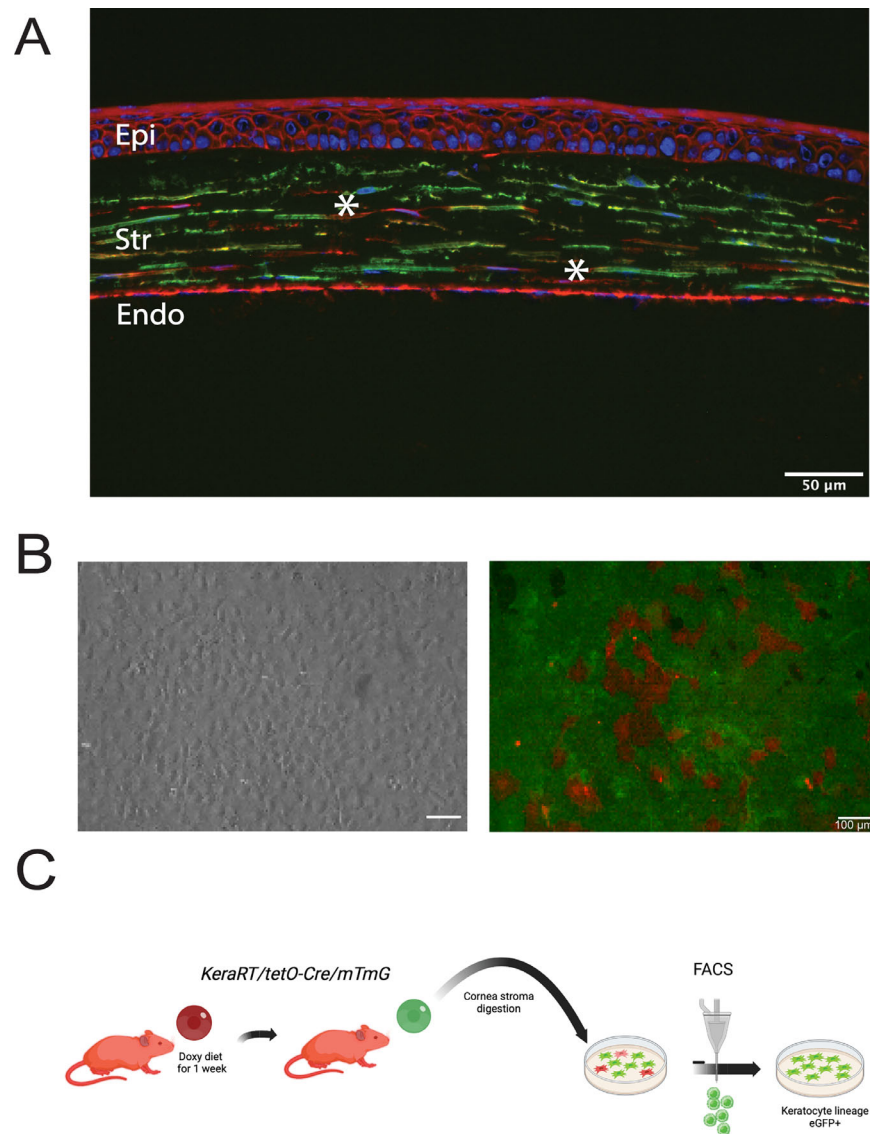 A
Epi
*
Str
*
Endo
50 µm
B
100 µm
C
KeraRT/tetO-Cre/mTmG
FACS
Doxy diet
for 1 week
Cornea stroma
digestion
Keratocyte lineage
eGFP+